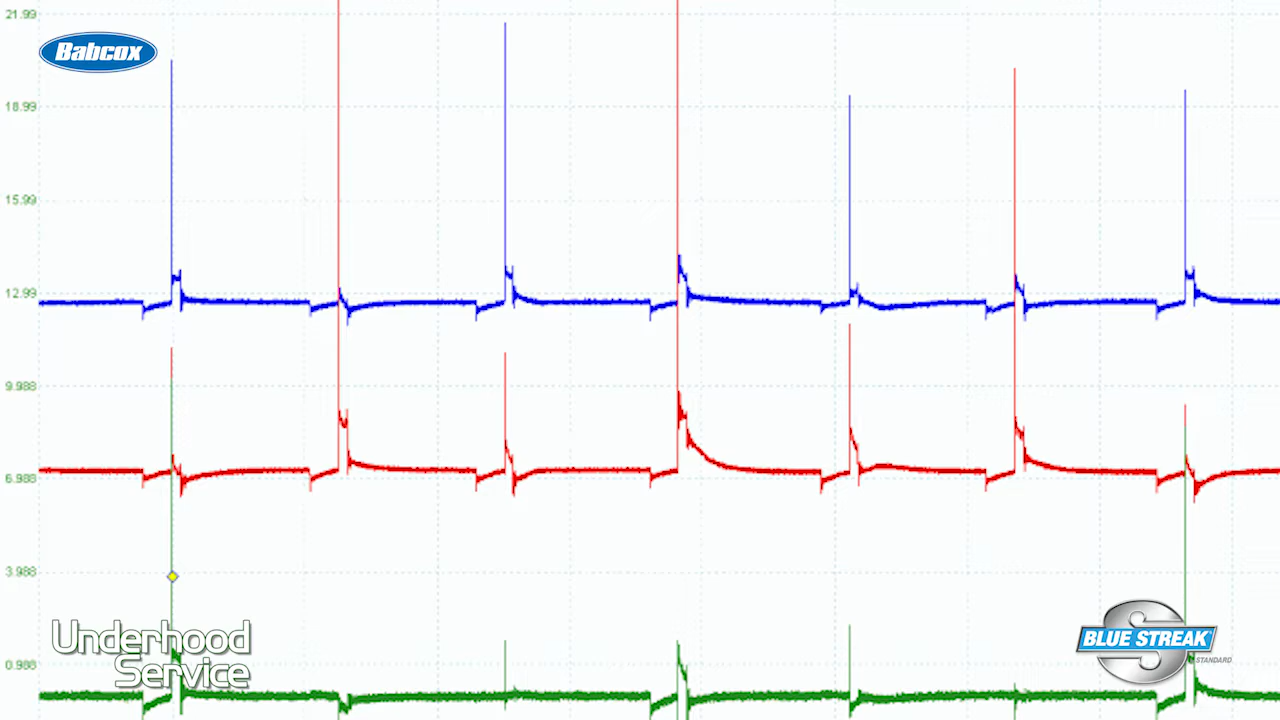 21.99
Babcox
18.99
15.99
12.99
9.988
6.988
3.988
Underhood
Service
BLUE STREAK
STANDARD
0.988